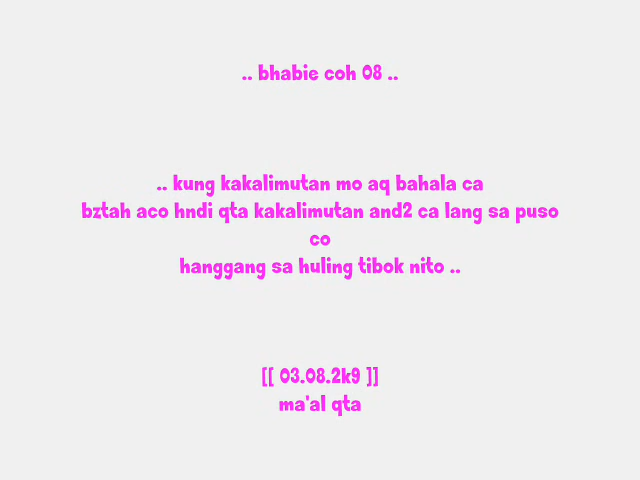 .. bhabie coh 08 ..
.. kung kakalimutan mo aq bahala ca
bztah aco hndi qta kakalimutan and2 ca lang sa puso
co
hanggang sa huling tibok nito ..
[[ 03.08.2k9 ]]
ma'al qta